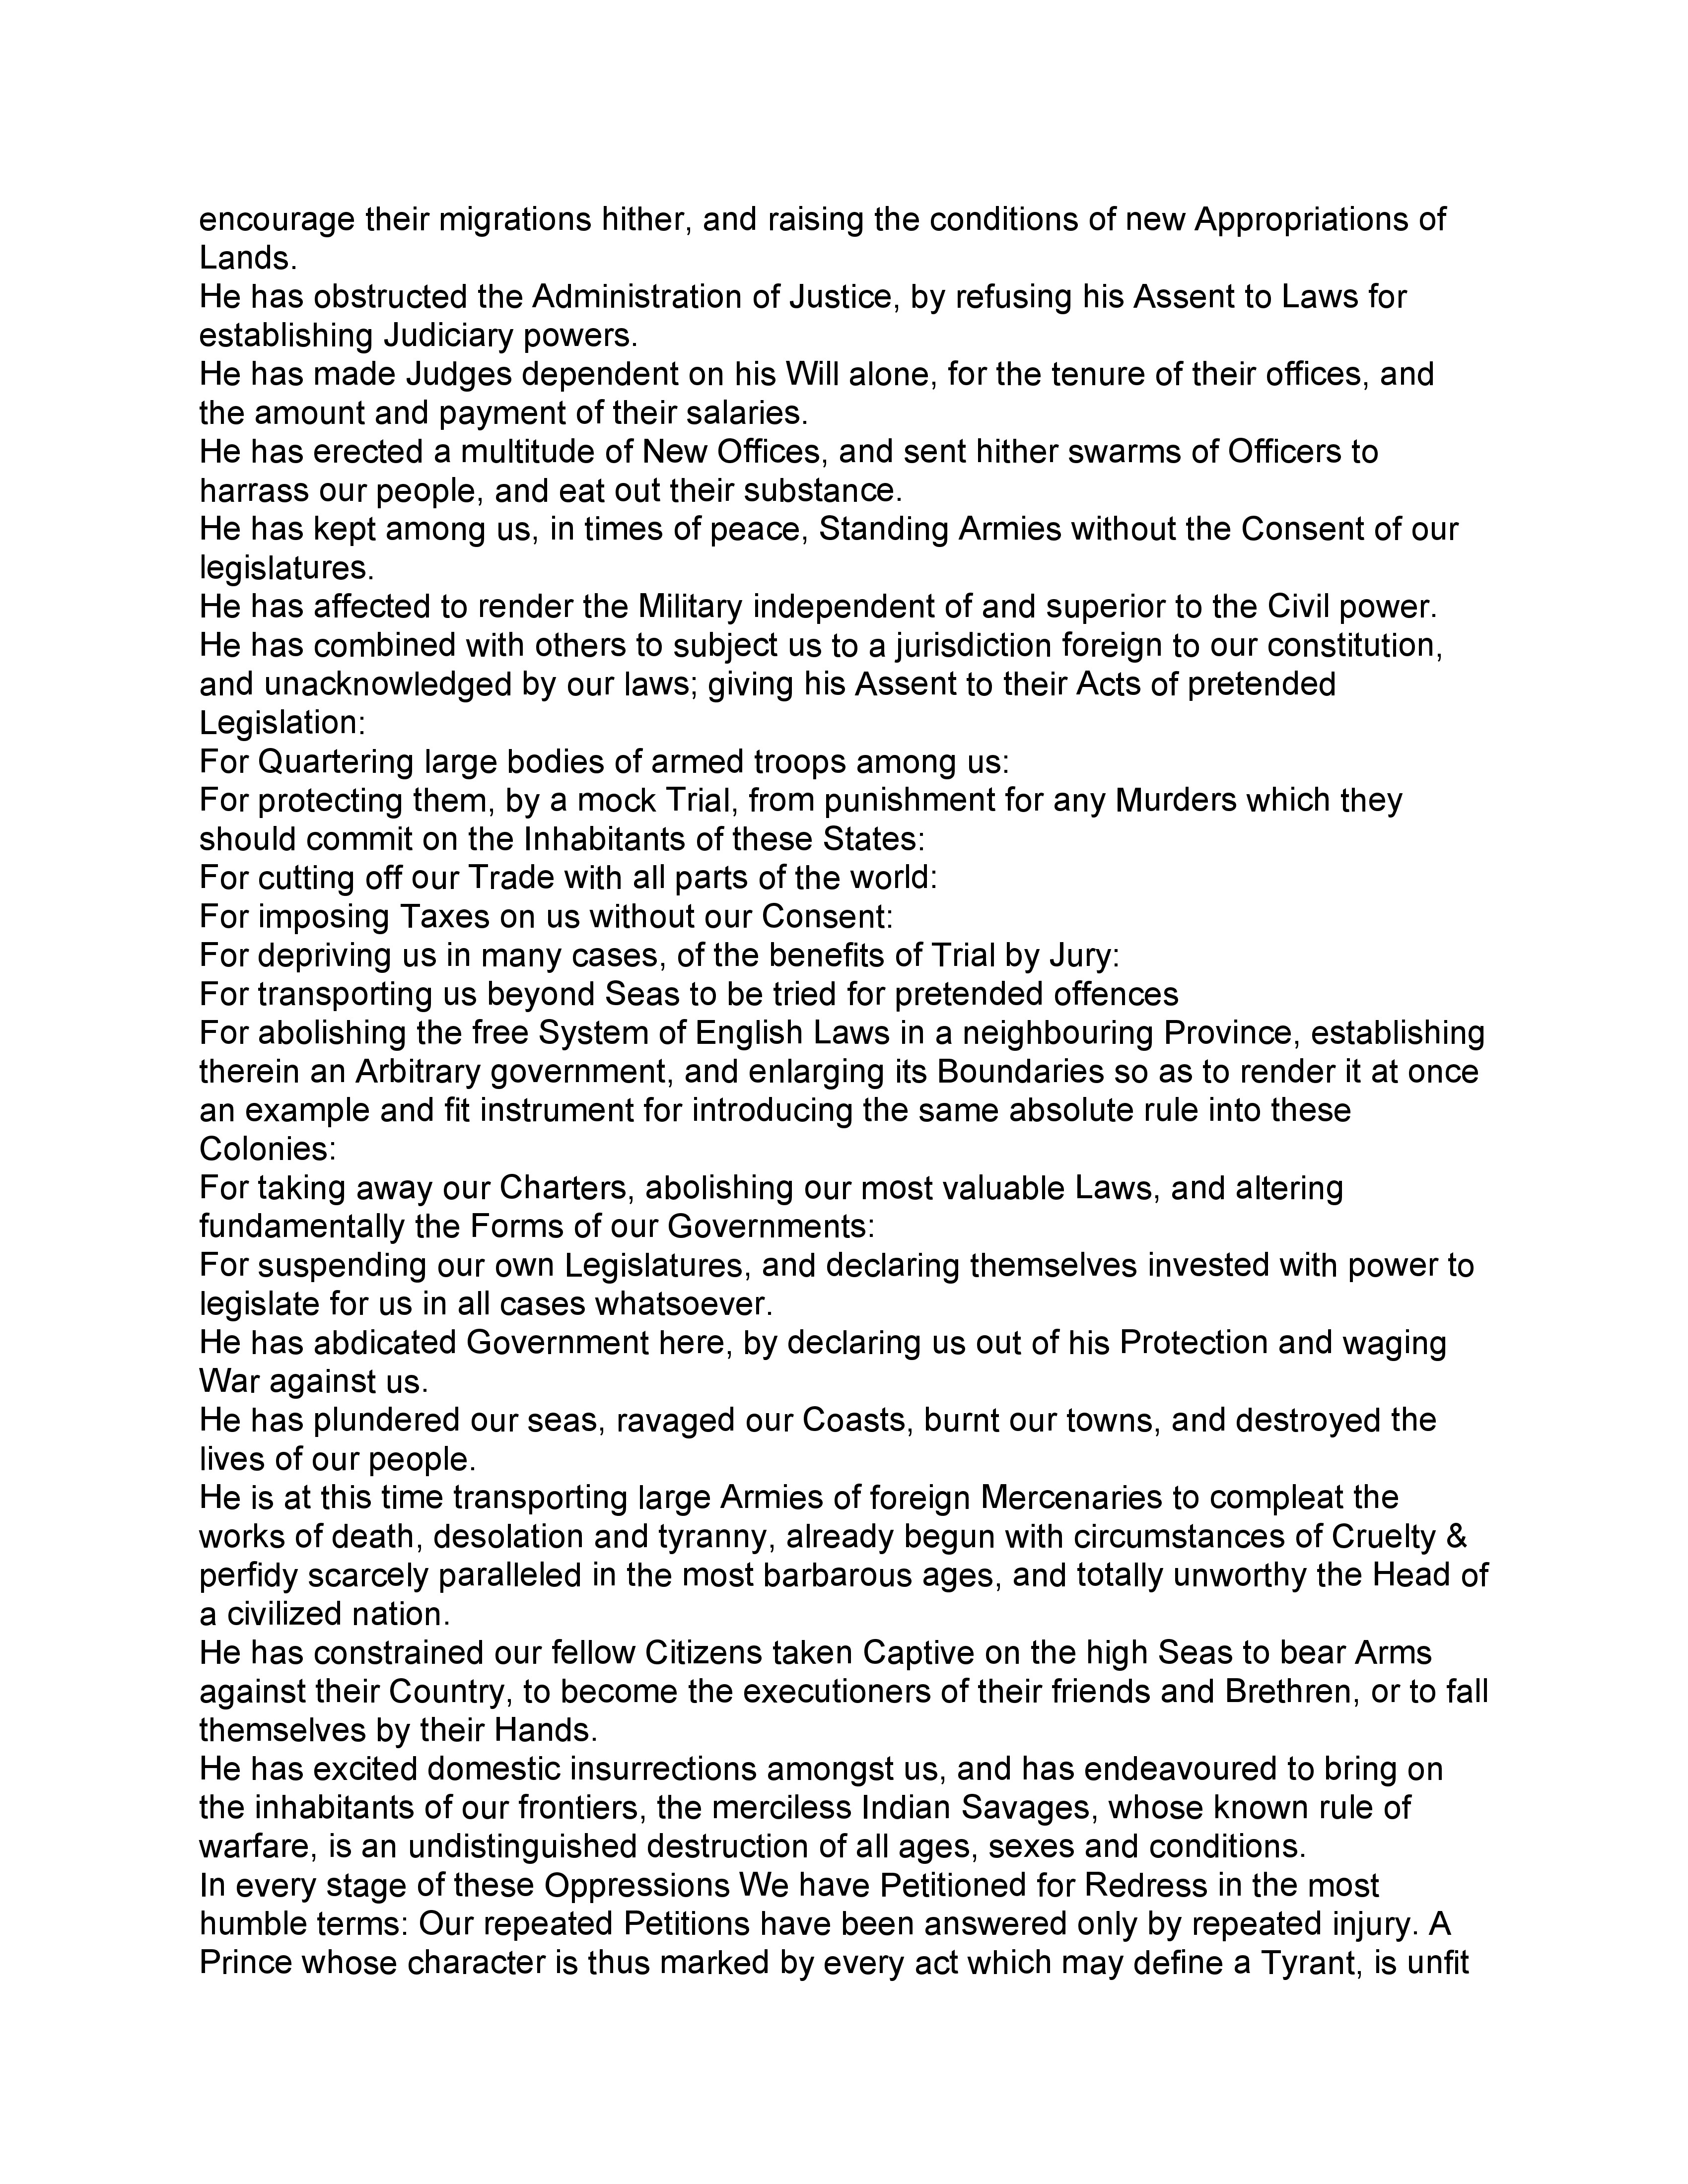 encourage their migrations hither, and raising the conditions of new Appropriations of
Lands.
He has obstructed the Administration of Justice, by refusing his Assent to Laws for
establishing Judiciary powers.
He has made Judges dependent on his Will alone, for the tenure of their offices, and
the amount and payment of their salaries.
He has erected a multitude of New Offices, and sent hither swarms of Officers to
harrass our people, and eat out their substance.
He has kept among us, in times of peace, Standing Armies without the Consent of our
legislatures.
He has affected to render the Military independent of and superior to the Civil power.
He has combined with others to subject us to a jurisdiction foreign to our constitution,
and unacknowledged by our laws; giving his Assent to their Acts of pretended
Legislation:
For Quartering large bodies of armed troops among us:
For protecting them, by a mock Trial, from punishment for any Murders which they
should commit on the Inhabitants of these States:
For cutting off our Trade with all parts of the world:
For imposing Taxes on us without our Consent:
For depriving us in many cases, of the benefits of Trial by Jury:
For transporting us beyond Seas to be tried for pretended offences
For abolishing the free System of English Laws in a neighbouring Province, establishing
therein an Arbitrary government, and enlarging its Boundaries so as to render it at once
an example and fit instrument for introducing the same absolute rule into these
Colonies:
For taking away our Charters, abolishing our most valuable Laws, and altering
fundamentally the Forms of our Governments:
For suspending our own Legislatures, and declaring themselves invested with power to
legislate for us in all cases whatsoever.
He has abdicated Government here, by declaring us out of his Protection and waging
War against us.
He has plundered our seas, ravaged our Coasts, burnt our towns, and destroyed the
lives of our people.
He is at this time transporting large Armies of foreign Mercenaries to compleat the
works of death, desolation and tyranny, already begun with circumstances of Cruelty &
perfidy scarcely paralleled in the most barbarous ages, and totally unworthy the Head of
a civilized nation.
He has constrained our fellow Citizens taken Captive on the high Seas to bear Arms
against their Country, to become the executioners of their friends and Brethren, or to fall
themselves by their Hands.
He has excited domestic insurrections amongst us, and has endeavoured to bring on
the inhabitants of our frontiers, the merciless Indian Savages, whose known rule of
warfare, is an undistinguished destruction of all ages, sexes and conditions.
In every stage of these Oppressions We have Petitioned for Redress in the most
humble terms: Our repeated Petitions have been answered only by repeated injury. A
Prince whose character is thus marked by every act which may define a Tyrant, is unfit